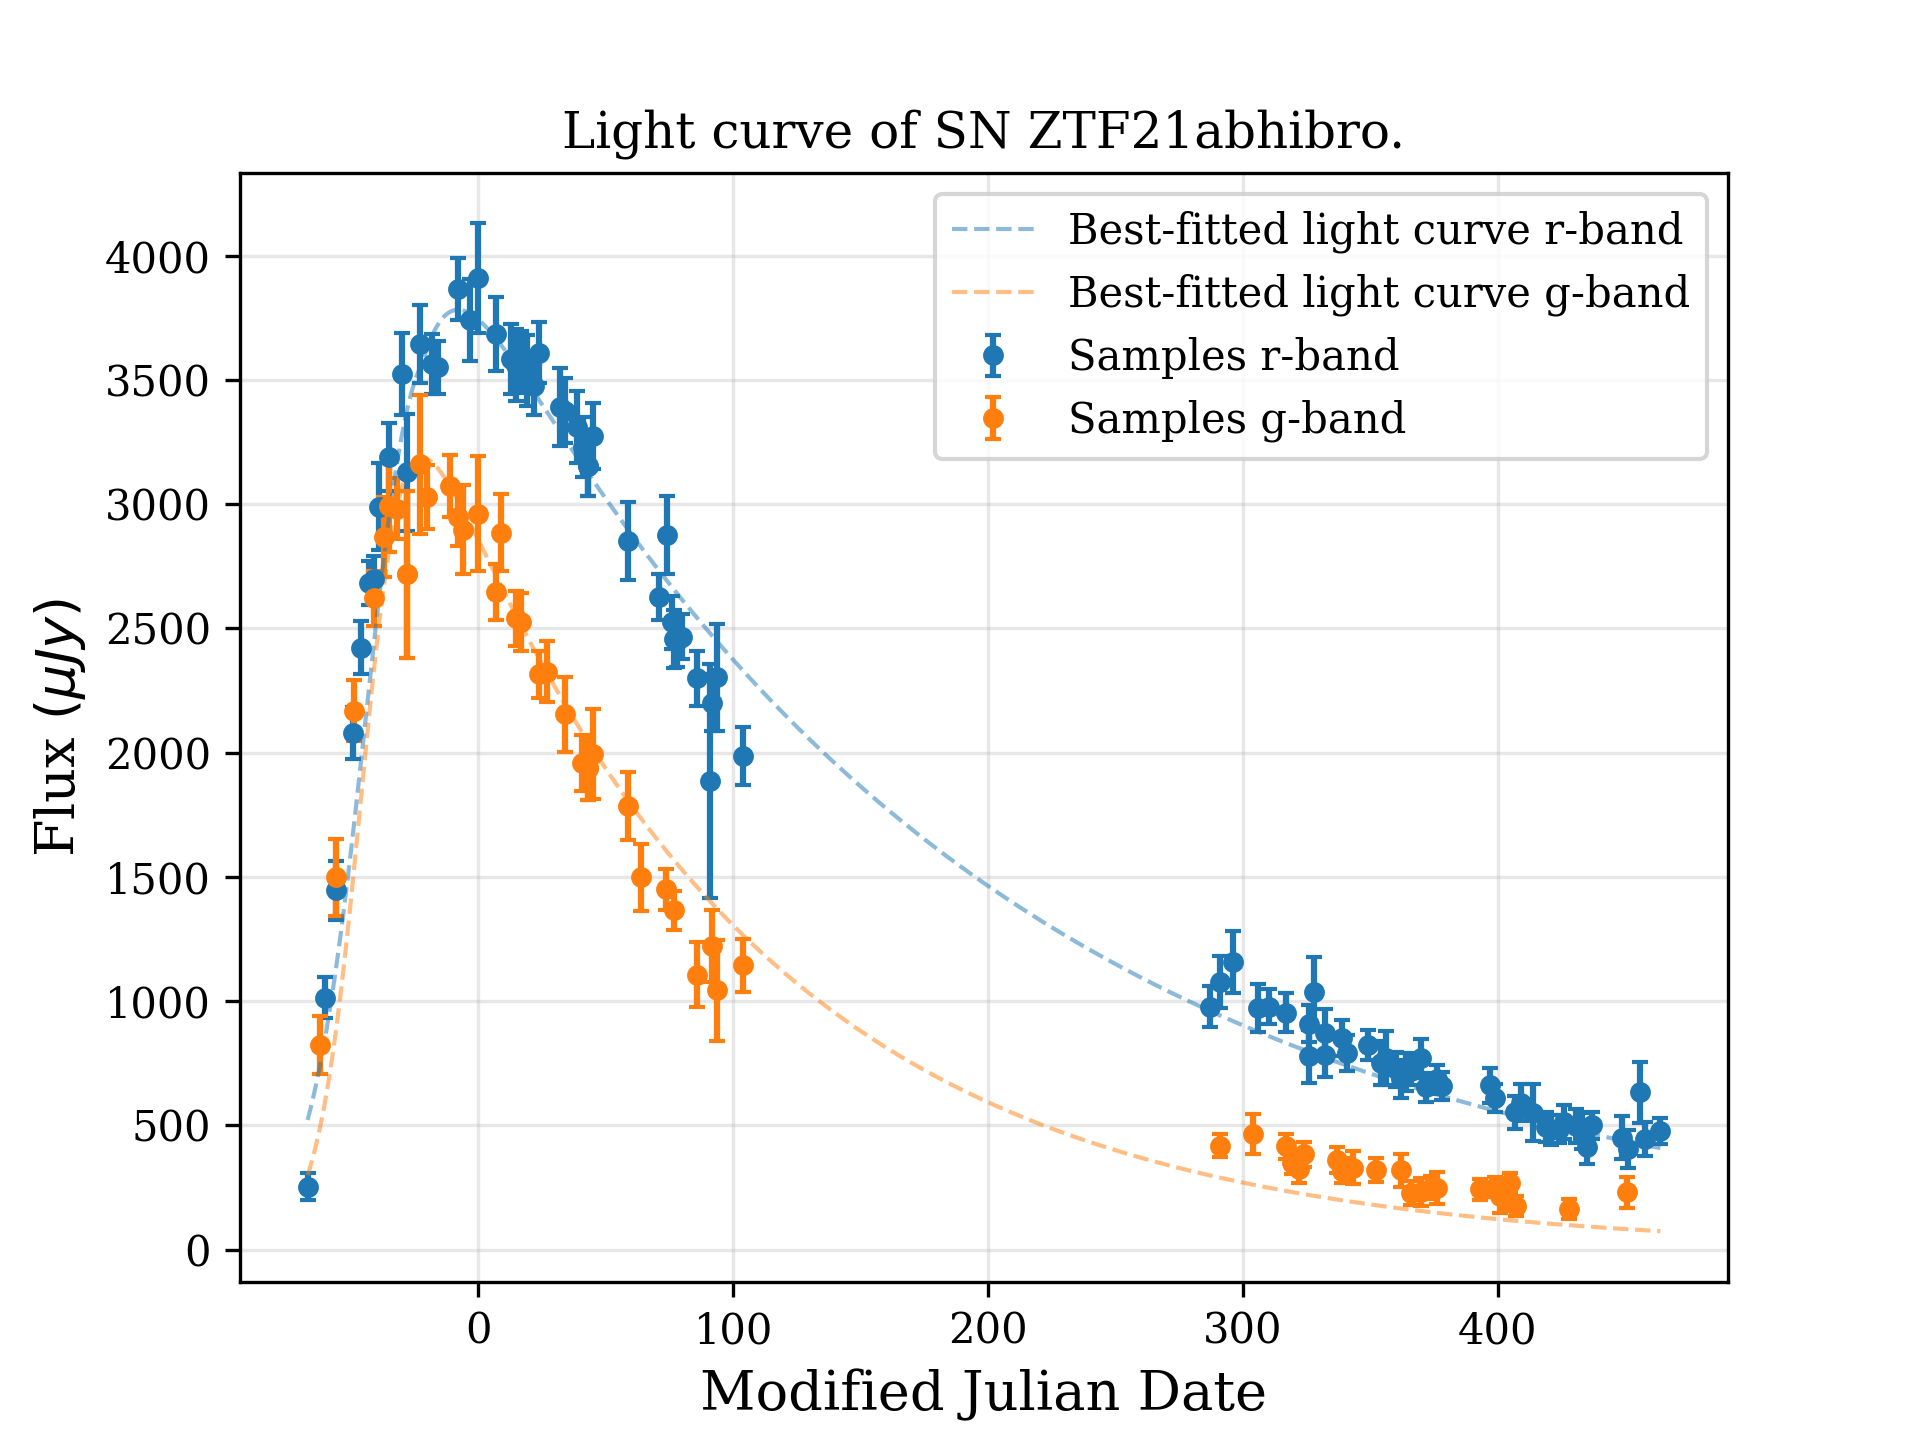 Light curve of SN ZTF21abhibro.
Best-fitted light curve r-band
Best-fitted light curve g-band
Samples r-band
Samples g-band
Flux (μJy)
4000
3500
3000
2500
2000
1500
1000
500
0
0 100 200 300 400
Modified Julian Date